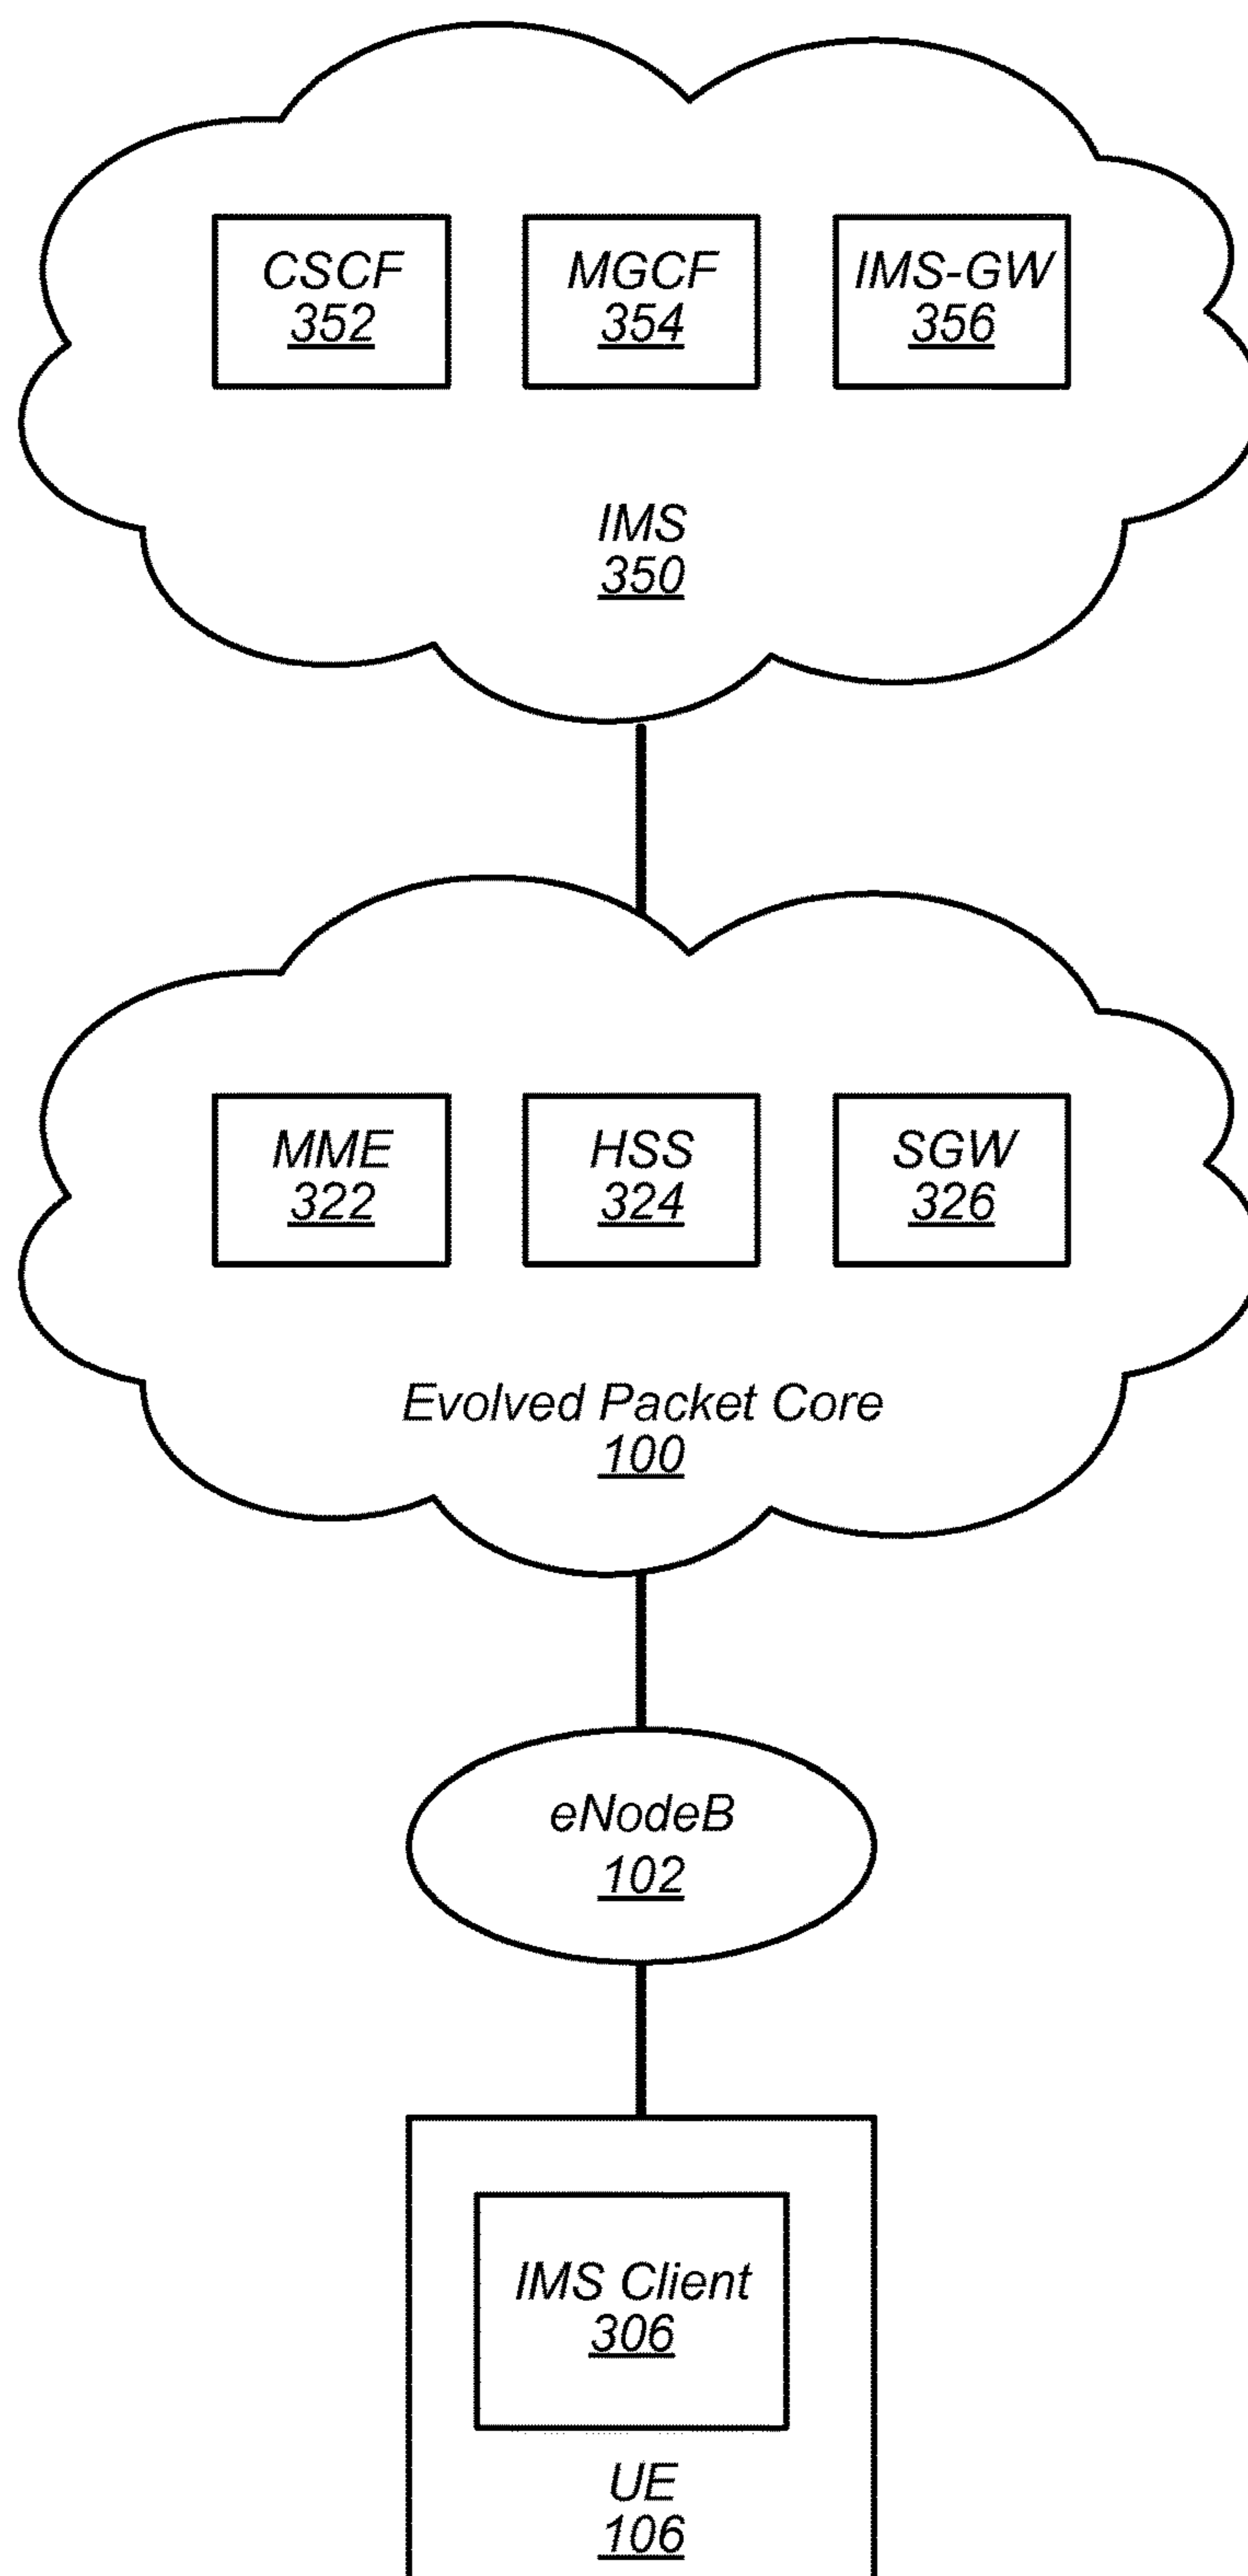 CSCF
352
MGCF
354
IMS-GW
356
IMS
350
MME
322
HSS
324
SGW
326
Evolved Packet Core
100
eNodeB
102
IMS Client
306
UE
106